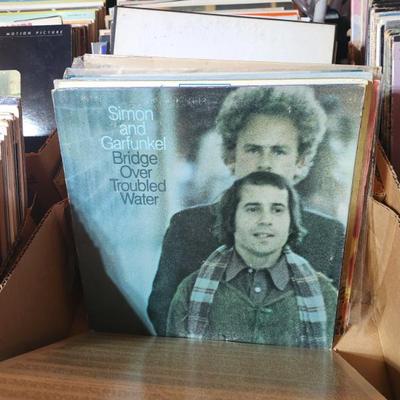 MOTION PICTURE
Simon
and
Garfunkel
Bridge
Over
Troubled
Water